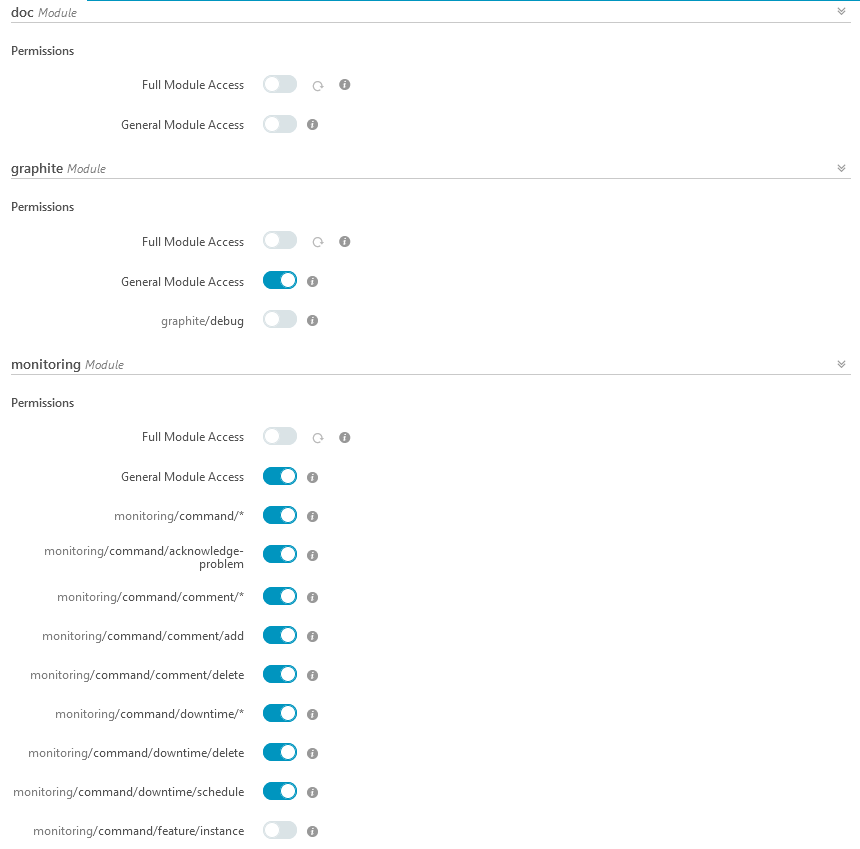 doc Module
Permissions
Full Module Access
General Module Access
graphite Module
Permissions
Full Module Access
General Module Access
graphite/debug
monitoring Module
Permissions
Full Module Access
General Module Access
monitoring/command/*
monitoring/command/acknowledge-
problem
monitoring/command/comment/*
monitoring/command/comment/add
monitoring/command/comment/delete
monitoring/command/downtime/*
monitoring/command/downtime/delete
monitoring/command/downtime/schedule
monitoring/command/feature/instance